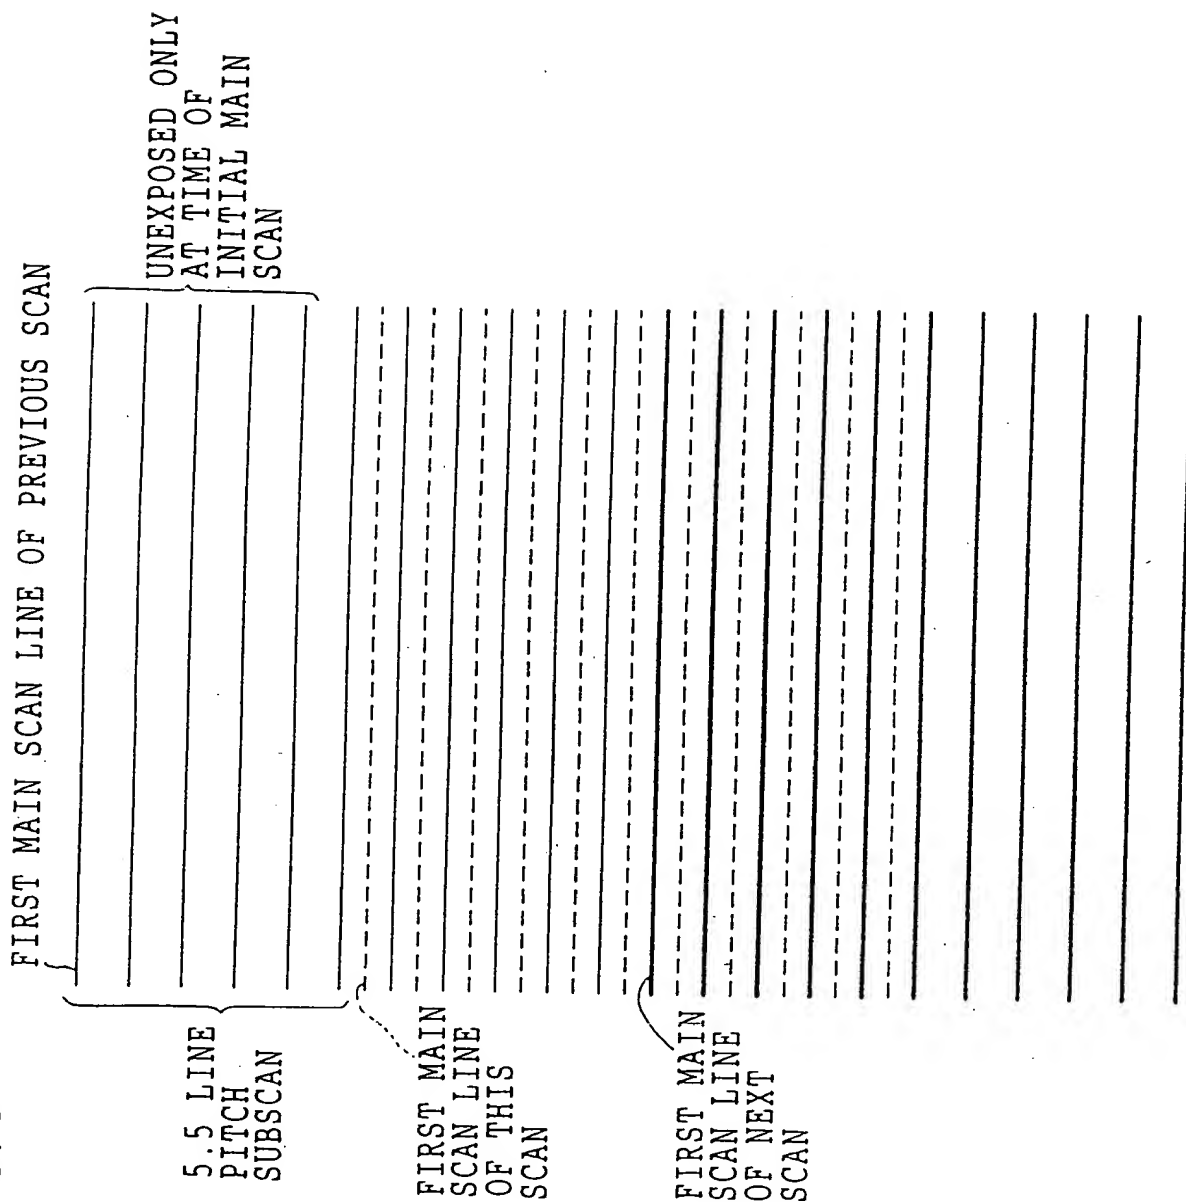 FIRST MAIN SCAN LINE OF PREVIOUS SCAN
UNEXPOSED ONLY
AT TIME OF
INITIAL MAIN
SCAN
5.5 LINE
PITCH
SUBSCAN
FIRST MAIN
SCAN LINE
OF THIS
SCAN
FIRST MAIN
SCAN LINE
OF NEXT
SCAN